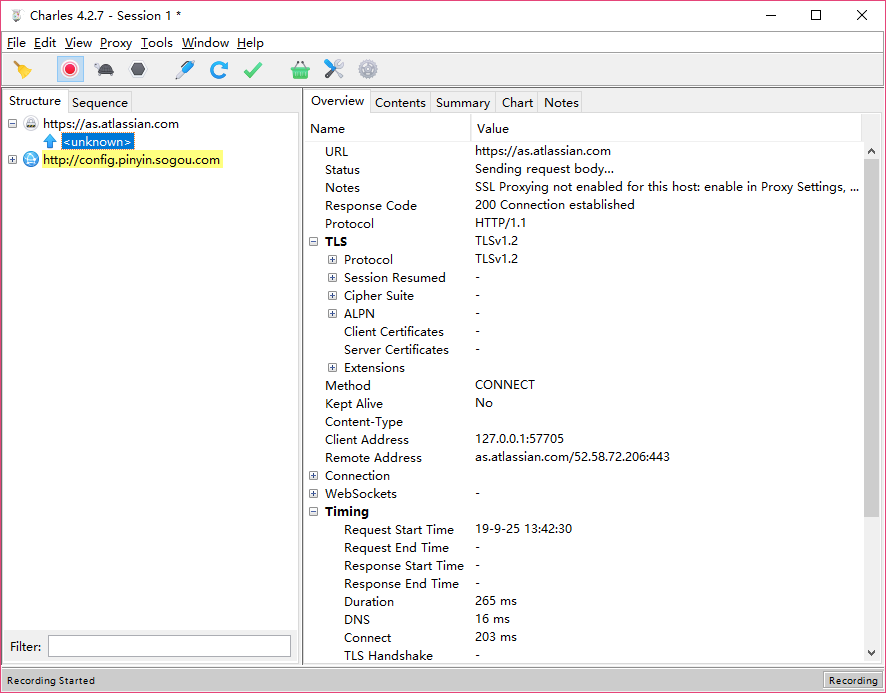 Charles 4.2.7 - Session 1 *
File Edit View Proxy Tools Window Help
Structure Sequence
https://as.atlassian.com
<unknown>
http://config.pinyin.sogou.com
Filter:
Overview Contents Summary Chart Notes
Name Value
URL https://as.atlassian.com
Status Sending request body...
Notes SSL Proxying not enabled for this host: enable in Proxy Settings, ...
Response Code 200 Connection established
Protocol HTTP/1.1
TLS TLSv1.2
Protocol TLSv1.2
Session Resumed -
Cipher Suite -
ALPN -
Client Certificates -
Server Certificates -
Extensions
Method CONNECT
Kept Alive No
Content-Type
Client Address 127.0.0.1:57705
Remote Address as.atlassian.com/52.58.72.206:443
Connection
WebSockets -
Timing
Request Start Time 19-9-25 13:42:30
Request End Time -
Response Start Time -
Response End Time -
Duration 265 ms
DNS 16 ms
Connect 203 ms
TLS Handshake -
Recording Started Recording